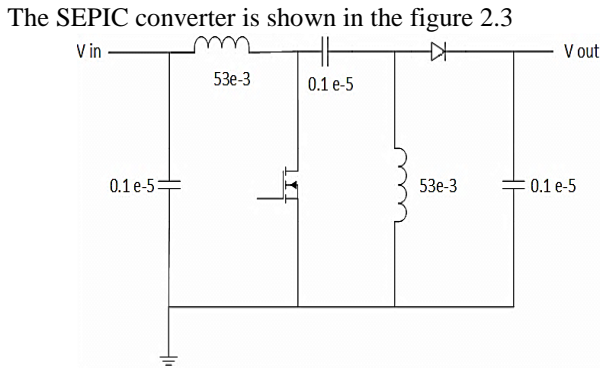 The SEPIC converter is shown in the figure 2.3
V in
V out
53e-3
0.1 e-5
0.1 e-5
53e-3
0.1 e-5